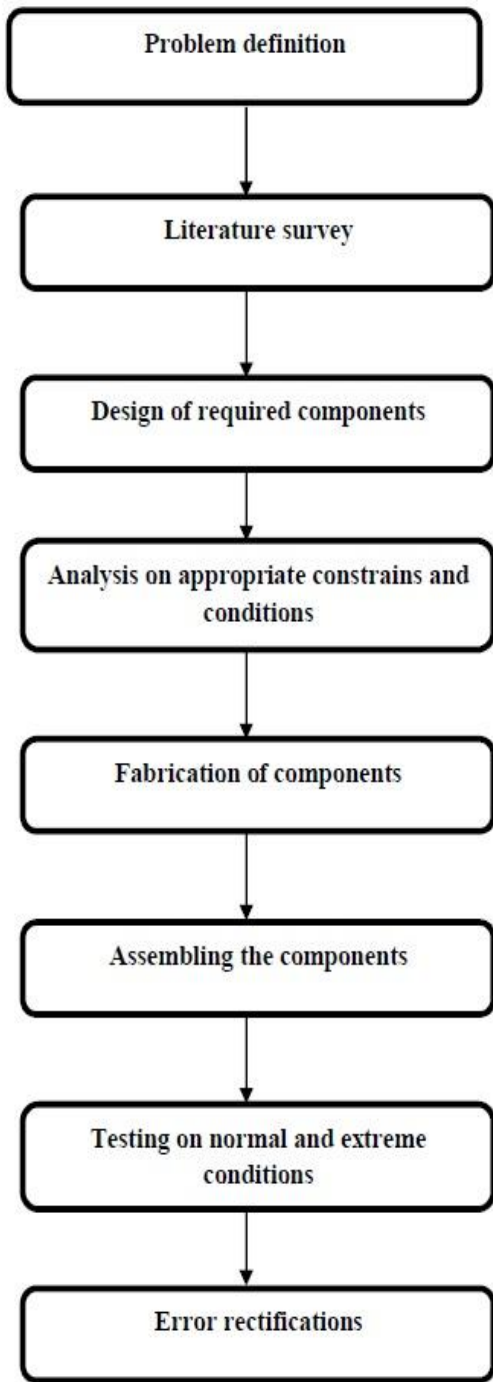 Problem definition
Literature survey
Design of required components
Analysis on appropriate constrains and
conditions
Fabrication of components
Assembling the components
Testing on normal and extreme
conditions
Error rectifications